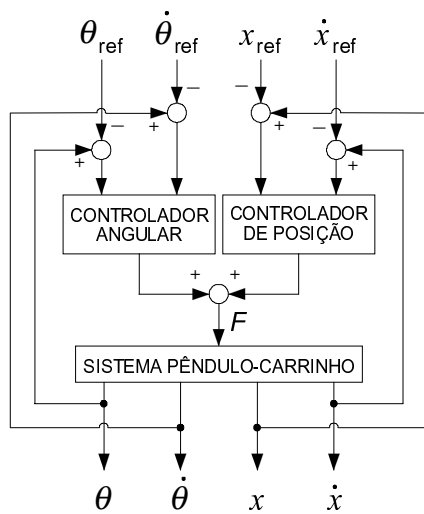 θref θ̇ref xref ẋref
− −
+ +
− −
+ +
CONTROLADOR ANGULAR
CONTROLADOR DE POSIÇÃO
+ +
F
SISTEMA PÊNDULO-CARRINHO
θ θ̇ x ẋ